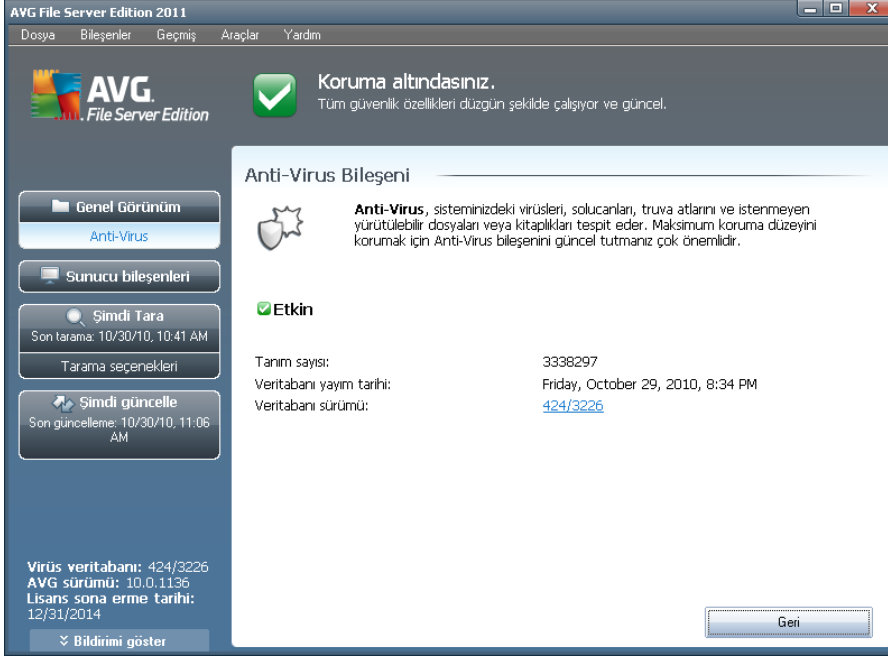 AVG File Server Edition 2011
Dosya Bileşenler Geçmiş Araçlar Yardım
AVG.
File Server Edition
Koruma altındasınız.
Tüm güvenlik özellikleri düzgün şekilde çalışıyor ve güncel.
Genel Görünüm
Anti-Virus
Sunucu bileşenleri
Şimdi Tara
Son tarama: 10/30/10, 10:41 AM
Tarama seçenekleri
Şimdi güncelle
Son güncelleme: 10/30/10, 11:06
AM
Virüs veritabanı: 424/3226
AVG sürümü: 10.0.1136
Lisans sona erme tarihi:
12/31/2014
Bildirimi göster
Anti-Virus Bileşeni
Anti-Virus, sisteminizdeki virüsleri, solucanları, truva atlarını ve istenmeyen
yürütülebilir dosyaları veya kitaplıkları tespit eder. Maksimum koruma düzeyini
korumak için Anti-Virus bileşenini güncel tutmanız çok önemlidir.
Etkin
Tanım sayısı: 3338297
Veritabanı yayım tarihi: Friday, October 29, 2010, 8:34 PM
Veritabanı sürümü: 424/3226
Geri